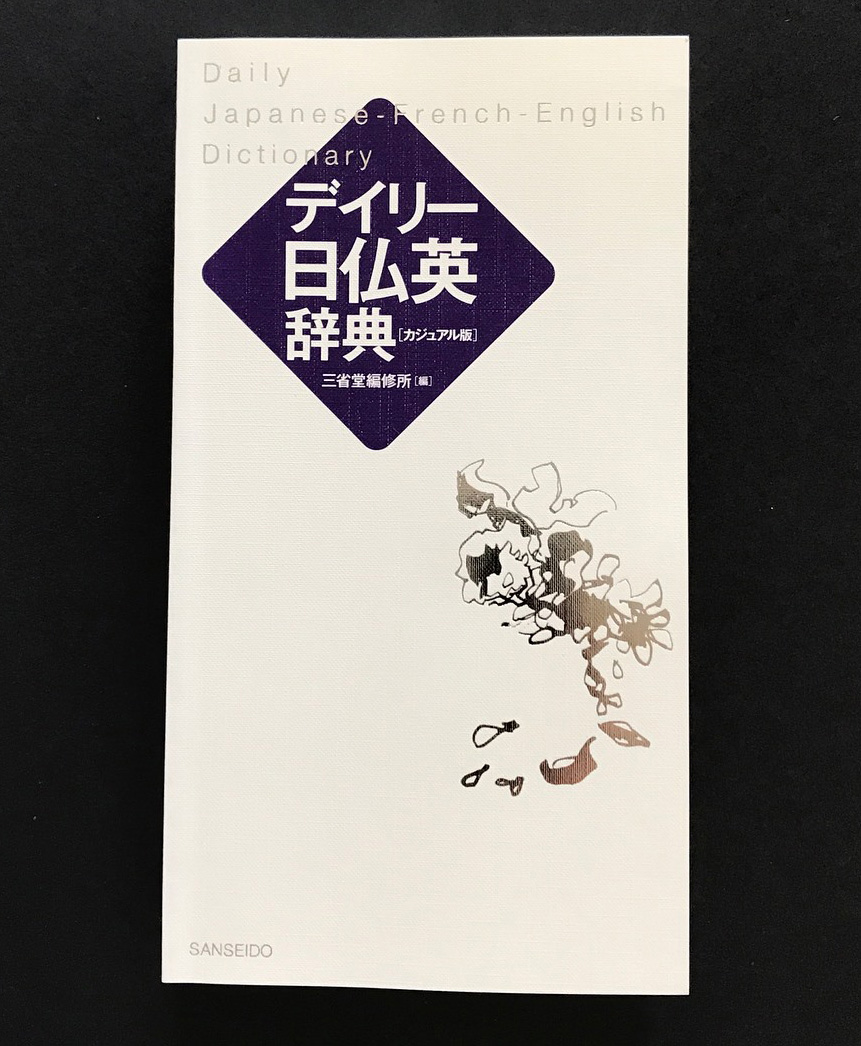 Daily
Japanese-French-English
Dictionary
デイリー
日仏英
辞典［カジュアル版］
三省堂編修所［編］
SANSEIDO